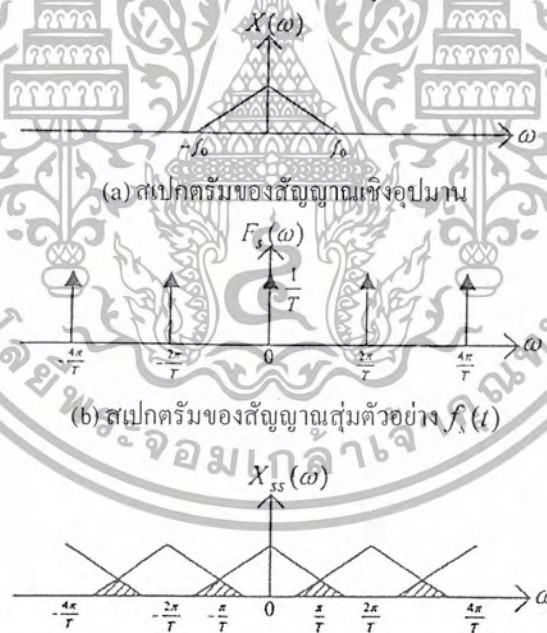 X(ω)
-f₀ f₀ ω
(a) สเปกตรัมของสัญญาณเชิงอุปมาน
Fₛ(ω)
1/T
-4π/T -2π/T 0 2π/T 4π/T ω
(b) สเปกตรัมของสัญญาณสุ่มตัวอย่าง fₛ(t)
Xₛₛ(ω)
-4π/T -2π/T -π/T 0 π/T 2π/T 4π/T ω